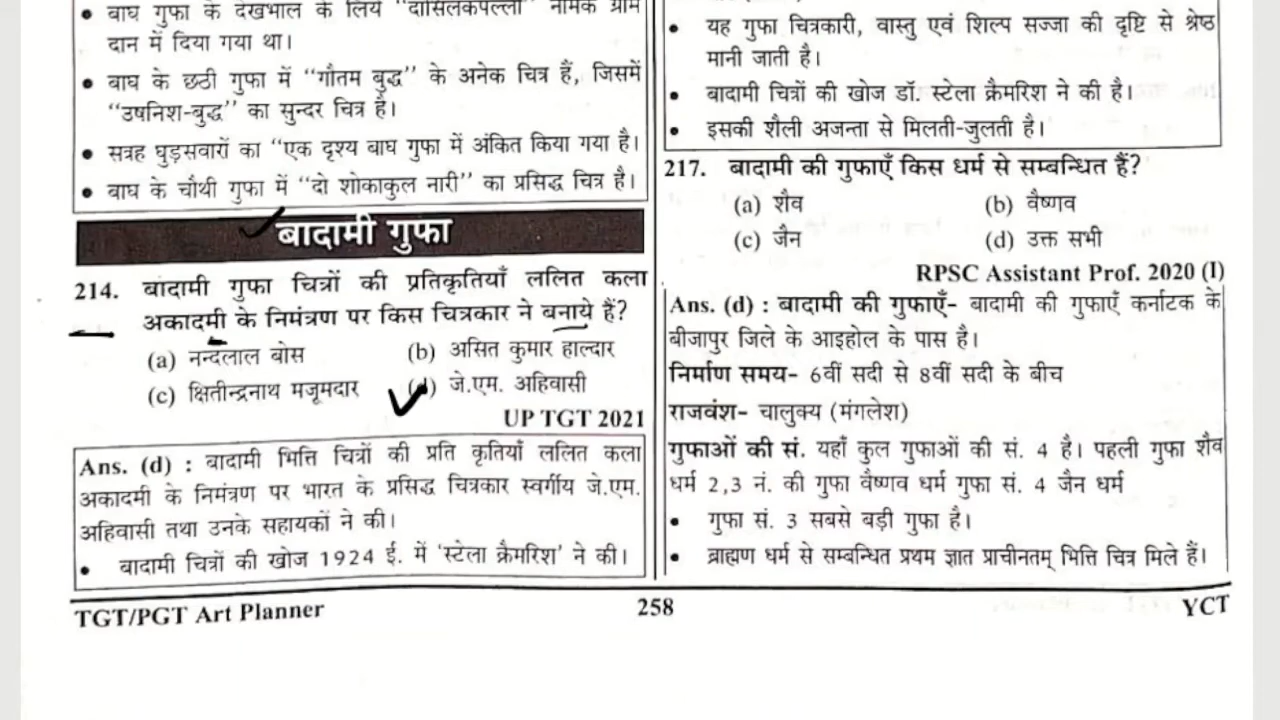 बाघ गुफा के देखभाल के लिये “दासिलकपल्ली” नामक ग्राम
दान में दिया गया था।
बाघ के छठी गुफा में “गौतम बुद्ध” के अनेक चित्र हैं, जिसमें
“उषनिश-बुद्ध” का सुन्दर चित्र है।
सत्रह घुड़सवारों का “एक दृश्य बाघ गुफा में अंकित किया गया है।
बाघ के चौथी गुफा में “दो शोकाकुल नारी” का प्रसिद्ध चित्र है।
बादामी गुफा
214. बादामी गुफा चित्रों की प्रतिकृतियाँ ललित कला
अकादमी के निमंत्रण पर किस चित्रकार ने बनाये हैं?
(a) नन्दलाल बोस (b) असित कुमार हाल्दार
(c) क्षितीन्द्रनाथ मजूमदार (d) जे.एम. अहिवासी
UP TGT 2021
Ans. (d) : बादामी भित्ति चित्रों की प्रति कृतियाँ ललित कला
अकादमी के निमंत्रण पर भारत के प्रसिद्ध चित्रकार स्वर्गीय जे.एम.
अहिवासी तथा उनके सहायकों ने की।
बादामी चित्रों की खोज 1924 ई. में ‘स्टेला क्रैमरिश’ ने की।
यह गुफा चित्रकारी, वास्तु एवं शिल्प सज्जा की दृष्टि से श्रेष्ठ
मानी जाती है।
बादामी चित्रों की खोज डॉ. स्टेला क्रैमरिश ने की है।
इसकी शैली अजन्ता से मिलती-जुलती है।
217. बादामी की गुफाएँ किस धर्म से सम्बन्धित हैं?
(a) शैव (b) वैष्णव
(c) जैन (d) उक्त सभी
RPSC Assistant Prof. 2020 (I)
Ans. (d) : बादामी की गुफाएँ- बादामी की गुफाएँ कर्नाटक के
बीजापुर जिले के आइहोल के पास है।
निर्माण समय- 6वीं सदी से 8वीं सदी के बीच
राजवंश- चालुक्य (मंगलेश)
गुफाओं की सं. यहाँ कुल गुफाओं की सं. 4 है। पहली गुफा शैव
धर्म 2,3 नं. की गुफा वैष्णव धर्म गुफा सं. 4 जैन धर्म
गुफा सं. 3 सबसे बड़ी गुफा है।
ब्राह्मण धर्म से सम्बन्धित प्रथम ज्ञात प्राचीनतम् भित्ति चित्र मिले हैं।
TGT/PGT Art Planner 258 YCT